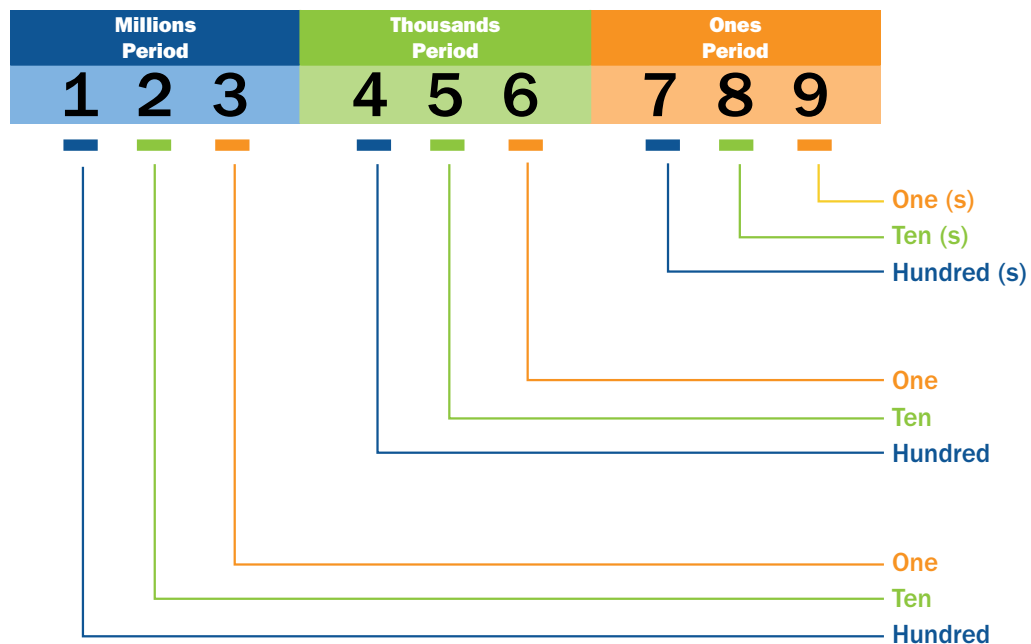 Millions
Period
Thousands
Period
Ones
Period
1 2 3 4 5 6 7 8 9
One (s)
Ten (s)
Hundred (s)
One
Ten
Hundred
One
Ten
Hundred